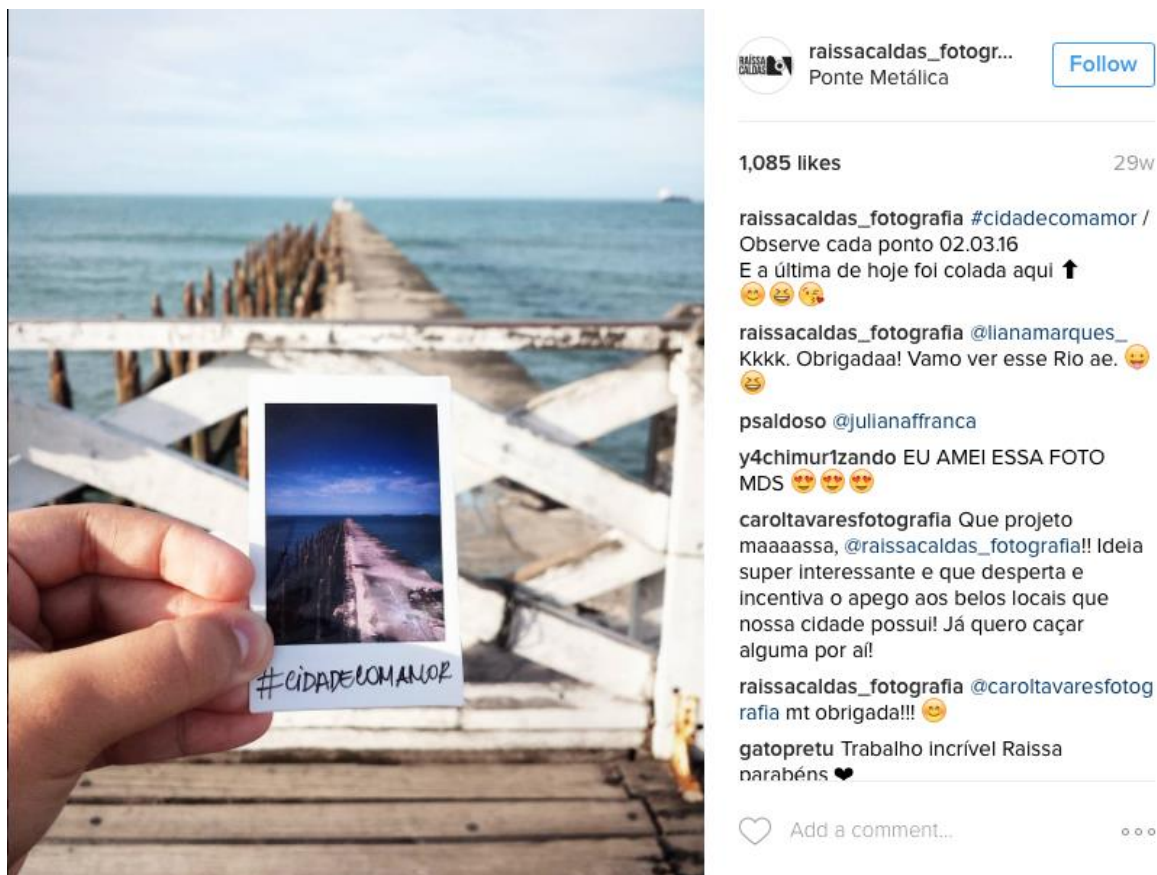 #CIDADECOMAMOR
RAISSA
CALDAS
raissacaldas_fotogr...
Ponte Metálica
Follow
1,085 likes
29w
raissacaldas_fotografia #cidadecomamor /
Observe cada ponto 02.03.16
E a última de hoje foi colada aqui ⬆
😊😆😘
raissacaldas_fotografia @lianamarques_
Kkkk. Obrigadaa! Vamo ver esse Rio ae. 😛
😆
psaldoso @julianaffranca
y4chimur1zando EU AMEI ESSA FOTO
MDS 😍😍😍
caroltavaresfotografia Que projeto
maaaassa, @raissacaldas_fotografia!! Ideia
super interessante e que desperta e
incentiva o apego aos belos locais que
nossa cidade possui! Já quero caçar
alguma por aí!
raissacaldas_fotografia @caroltavaresfotog
rafia mt obrigada!!! 😊
gatopretu Trabalho incrível Raissa
parabéns ❤
Add a comment...